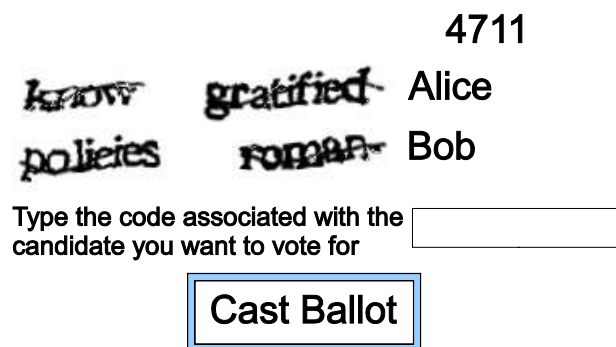 4711
know gratified Alice
policies roman Bob
Type the code associated with the
candidate you want to vote for
Cast Ballot